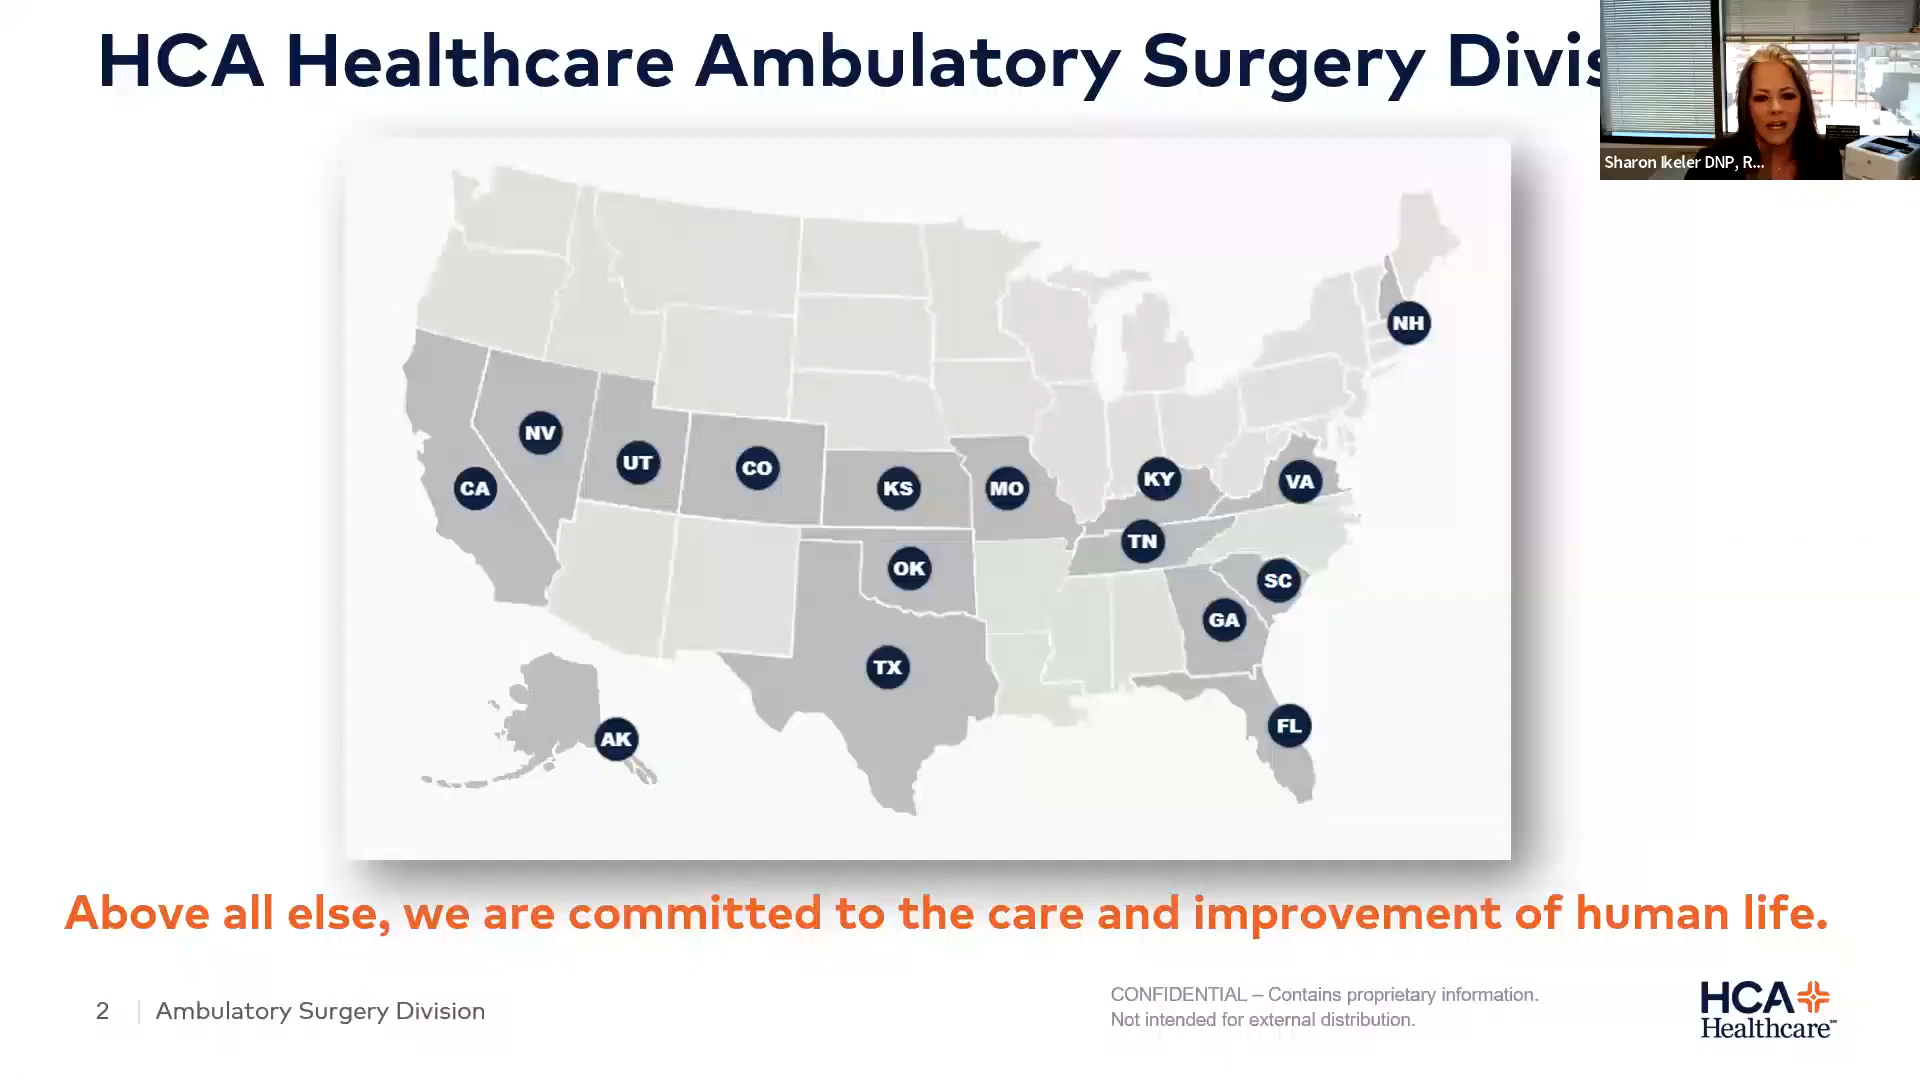 HCA Healthcare Ambulatory Surgery Divis
Sharon Ikeler DNP, R...
NH
NV
UT
CO
CA
KS
MO
KY
VA
TN
OK
SC
GA
TX
FL
AK
Above all else, we are committed to the care and improvement of human life.
2 Ambulatory Surgery Division
CONFIDENTIAL – Contains proprietary information.
Not intended for external distribution.
HCA
Healthcare™